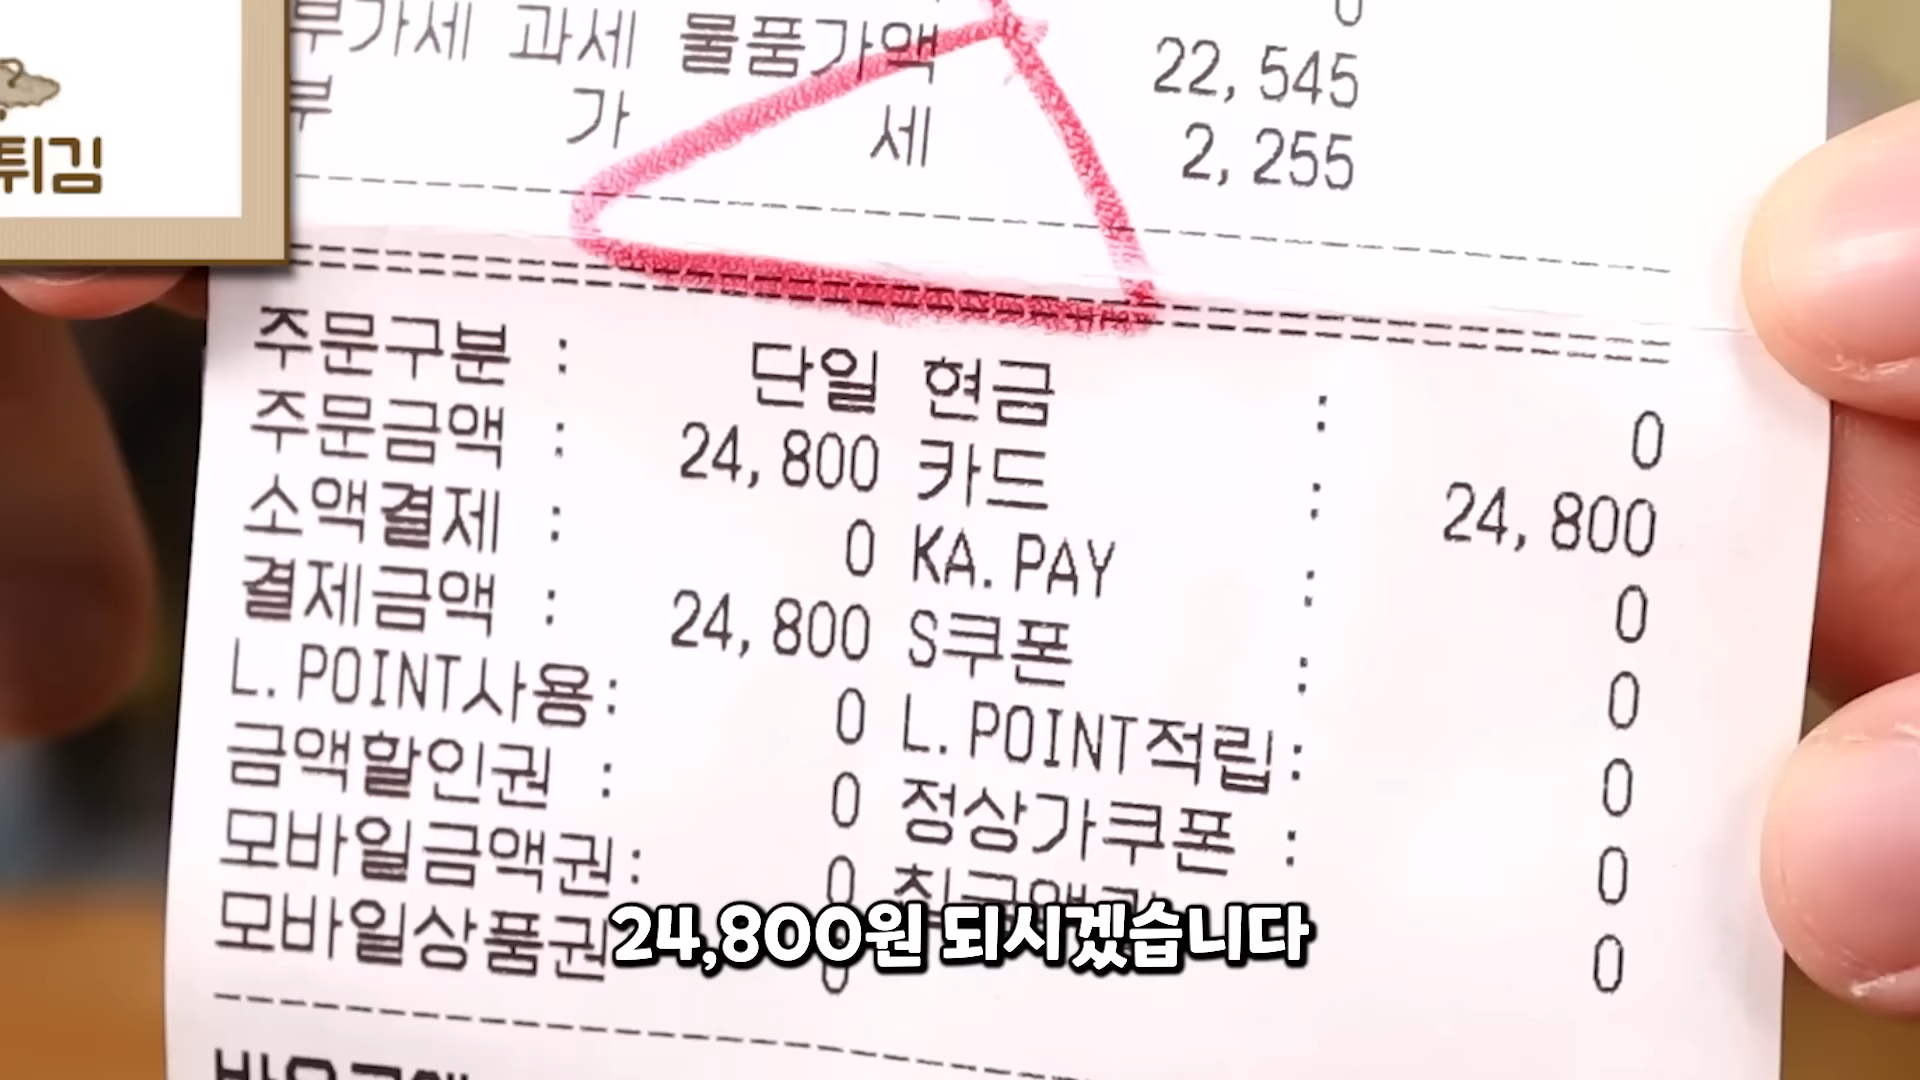 0
부가세 과세 물품가액 22,545
부 가 세 2,255
튀김
주문구분 : 단일 현금 : 0
주문금액 : 24,800 카드 : 24,800
소액결제 : 0 KA.PAY : 0
결제금액 : 24,800 S쿠폰 : 0
L.POINT사용: 0 L.POINT적립: 0
금액할인권 : 0 정상가쿠폰 : 0
모바일금액권: 0 0
모바일상품권 0
24,800원 되시겠습니다